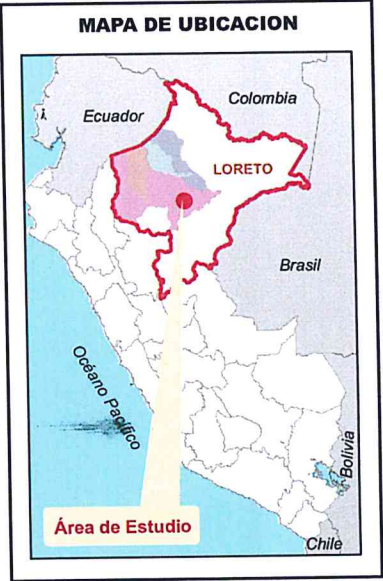 MAPA DE UBICACION
Colombia
Ecuador
LORETO
Brasil
Océano Pacífico
Bolivia
Área de Estudio
Chile